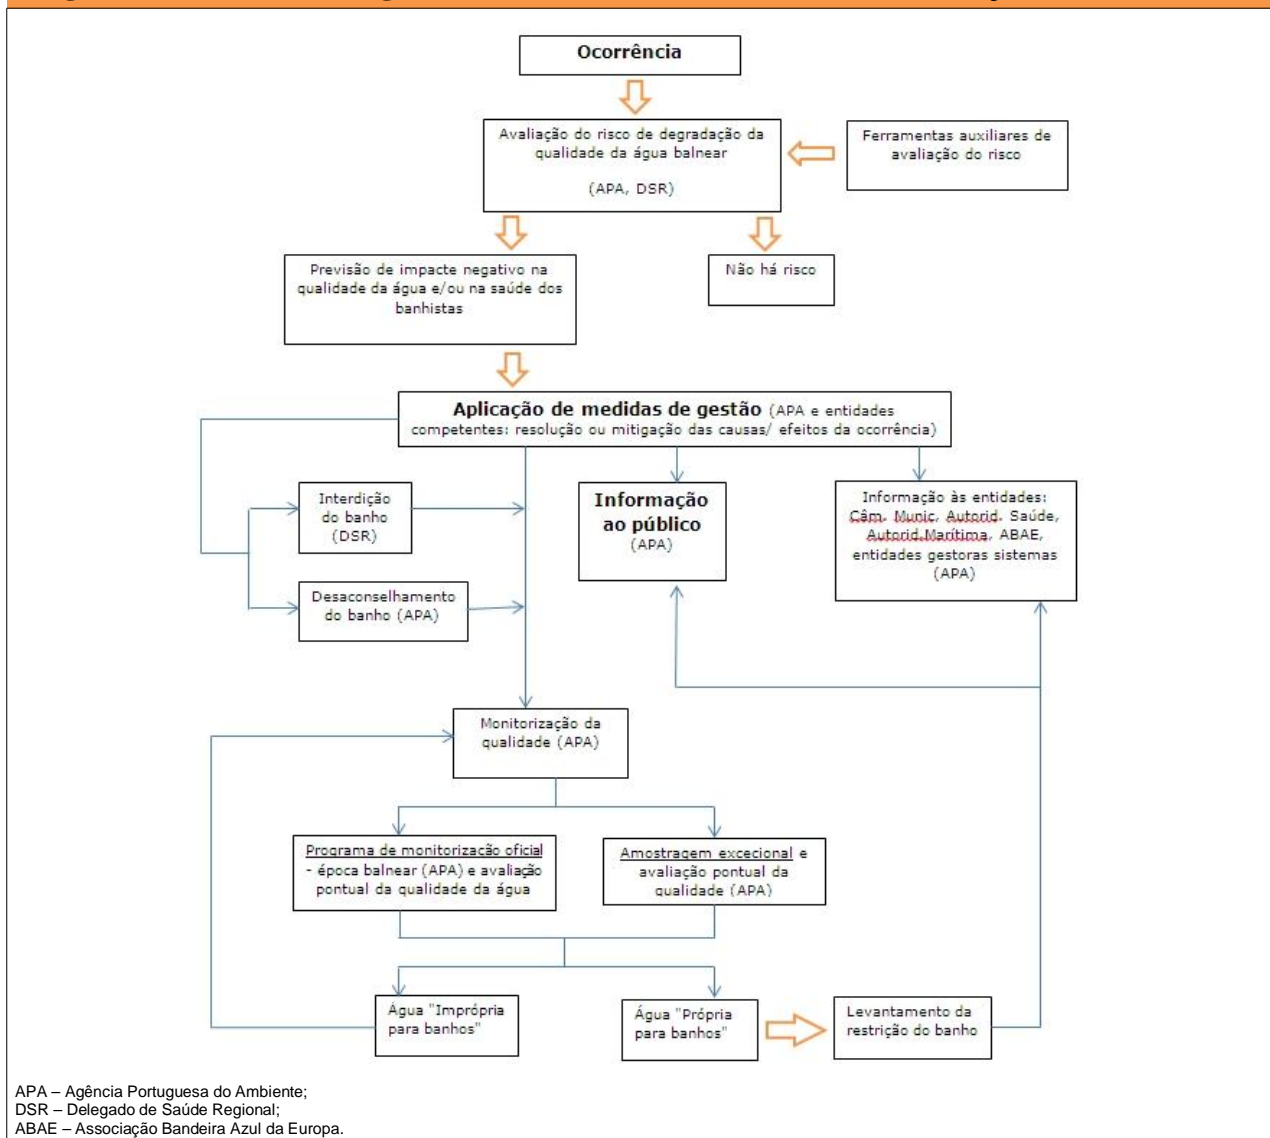 Ocorrência
Avaliação do risco de degradação da
qualidade da água balnear
(APA, DSR)
Ferramentas auxiliares de
avaliação do risco
Previsão de impacte negativo na
qualidade da água e/ou na saúde dos
banhistas
Não há risco
Aplicação de medidas de gestão (APA e entidades
competentes: resolução ou mitigação das causas/ efeitos da ocorrência)
Interdição
do banho
(DSR)
Informação
ao público
(APA)
Informação às entidades:
Câm. Munic, Autorid. Saúde,
Autorid.Marítima, ABAE,
entidades gestoras sistemas
(APA)
Desaconselhamento
do banho (APA)
Monitorização da
qualidade (APA)
Programa de monitorização oficial
- época balnear (APA) e avaliação
pontual da qualidade da água
Amostragem excecional e
avaliação pontual da
qualidade (APA)
Água "Imprópria
para banhos"
Água "Própria
para banhos"
Levantamento da
restrição do banho
APA – Agência Portuguesa do Ambiente;
DSR – Delegado de Saúde Regional;
ABAE – Associação Bandeira Azul da Europa.